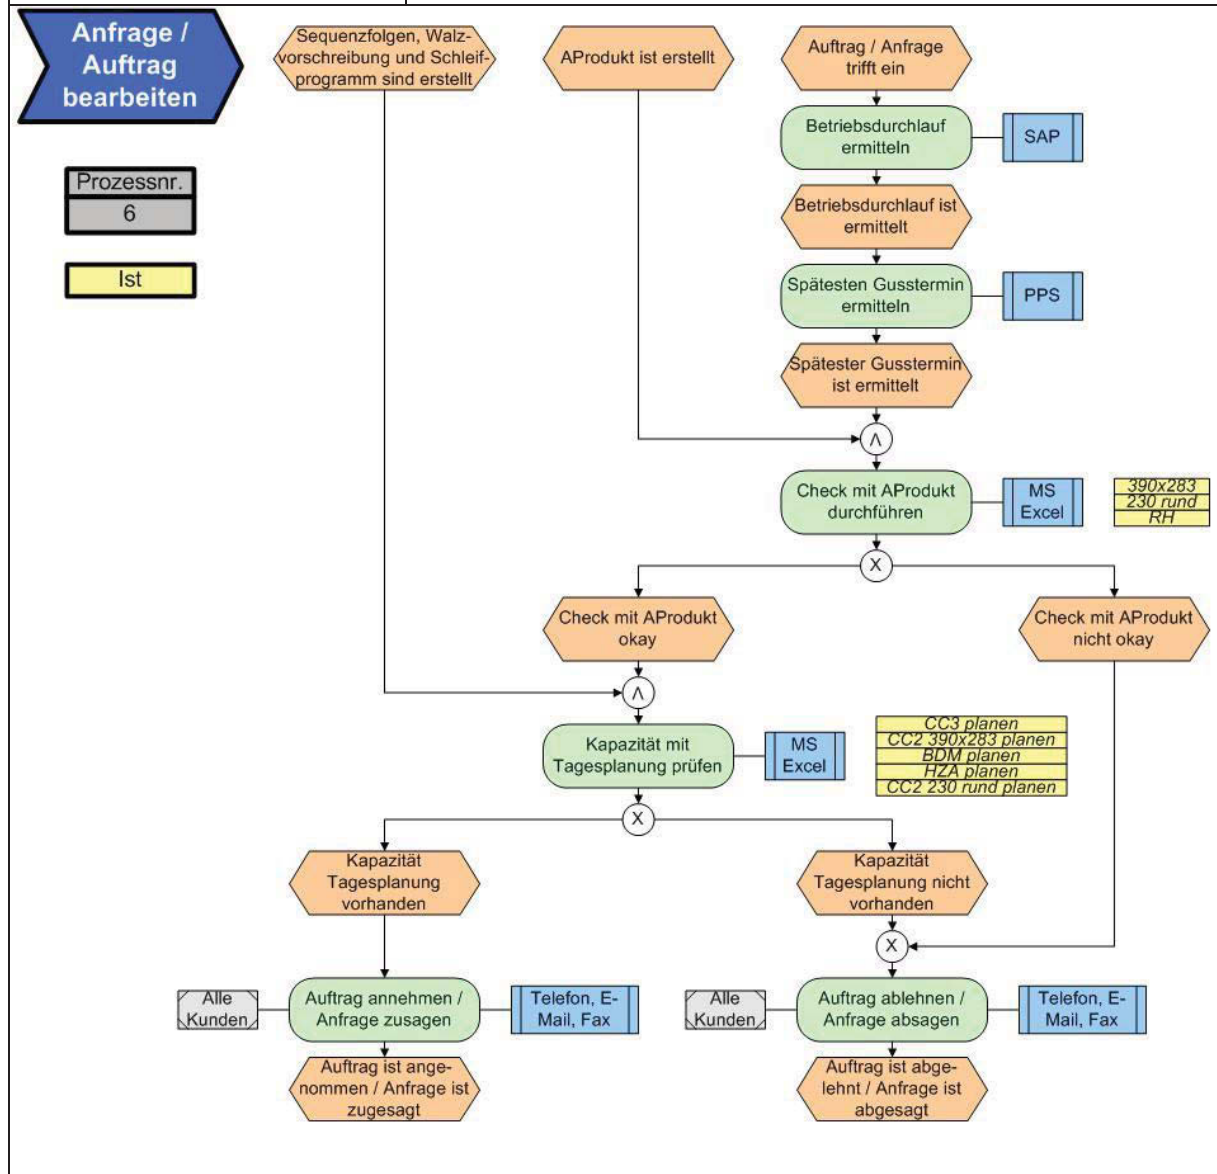 Anfrage /
Auftrag
bearbeiten
Prozessnr.
6
Ist
Sequenzfolgen, Walz-
vorschreibung und Schleif-
programm sind erstellt
AProdukt ist erstellt
Auftrag / Anfrage
trifft ein
Betriebsdurchlauf
ermitteln
SAP
Betriebsdurchlauf ist
ermittelt
Spätesten Gusstermin
ermitteln
PPS
Spätester Gusstermin
ist ermittelt
Λ
Check mit AProdukt
durchführen
MS
Excel
390x283
230 rund
RH
X
Check mit AProdukt
okay
Check mit AProdukt
nicht okay
Λ
Kapazität mit
Tagesplanung prüfen
MS
Excel
CC3 planen
CC2 390x283 planen
BDM planen
HZA planen
CC2 230 rund planen
X
Kapazität
Tagesplanung
vorhanden
Kapazität
Tagesplanung nicht
vorhanden
X
Alle
Kunden
Auftrag annehmen /
Anfrage zusagen
Telefon, E-
Mail, Fax
Alle
Kunden
Auftrag ablehnen /
Anfrage absagen
Telefon, E-
Mail, Fax
Auftrag ist ange-
nommen / Anfrage ist
zugesagt
Auftrag ist abge-
lehnt / Anfrage ist
abgesagt